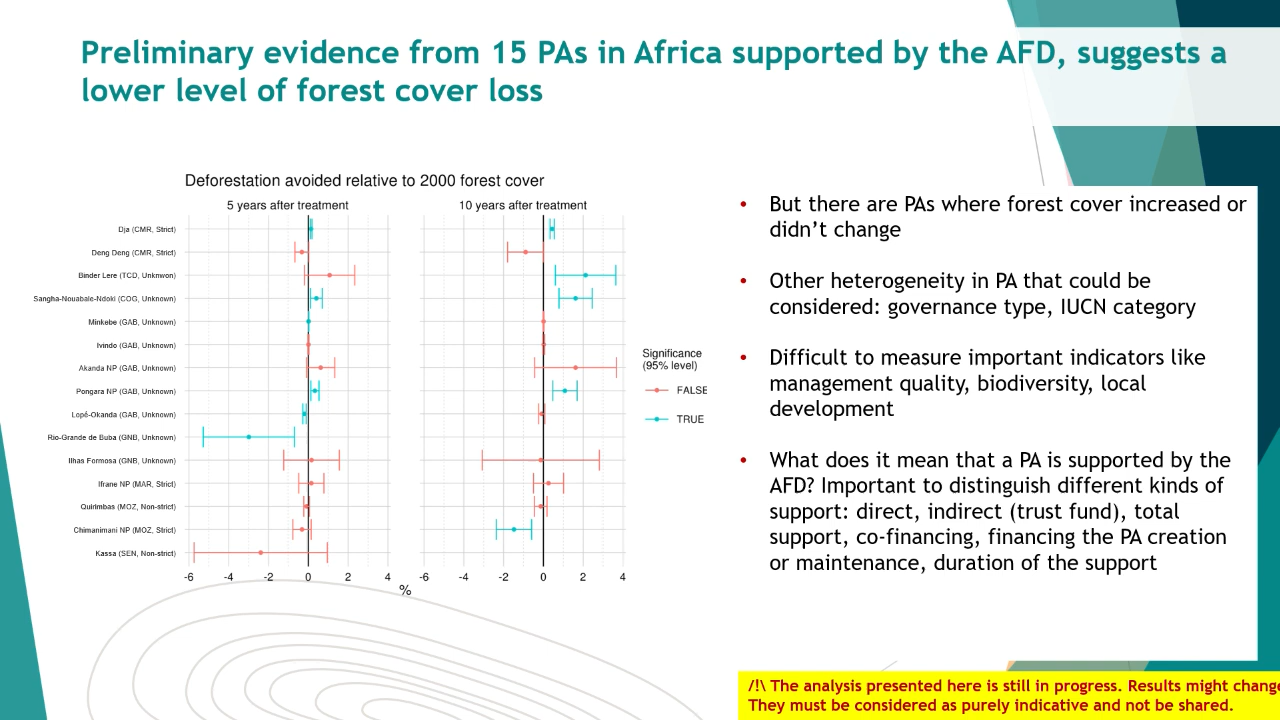 Preliminary evidence from 15 PAs in Africa supported by the AFD, suggests a
lower level of forest cover loss
Deforestation avoided relative to 2000 forest cover
5 years after treatment
10 years after treatment
Dja (CMR, Strict)
Deng Deng (CMR, Strict)
Binder Lere (TCD, Unknwon)
Sangha-Nouabale-Ndoki (COG, Unknown)
Minkebe (GAB, Unknown)
Ivindo (GAB, Unknown)
Akanda NP (GAB, Unknown)
Pongara NP (GAB, Unknown)
Lopé-Okanda (GAB, Unknown)
Rio-Grande de Buba (GNB, Unknown)
Ilhas Formosa (GNB, Unknown)
Ifrane NP (MAR, Strict)
Quirimbas (MOZ, Non-strict)
Chimanimani NP (MOZ, Strict)
Kassa (SEN, Non-strict)
-6 -4 -2 0 2 4
-6 -4 -2 0 2 4
%
Significance
(95% level)
FALSE
TRUE
• But there are PAs where forest cover increased or
didn’t change
• Other heterogeneity in PA that could be
considered: governance type, IUCN category
• Difficult to measure important indicators like
management quality, biodiversity, local
development
• What does it mean that a PA is supported by the
AFD? Important to distinguish different kinds of
support: direct, indirect (trust fund), total
support, co-financing, financing the PA creation
or maintenance, duration of the support
/!\ The analysis presented here is still in progress. Results might change
They must be considered as purely indicative and not be shared.